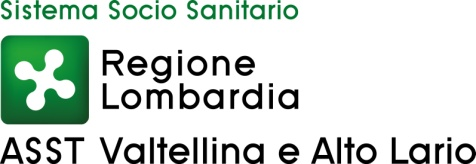 Sistema Socio Sanitario
Regione
Lombardia
ASST Valtellina e Alto Lario